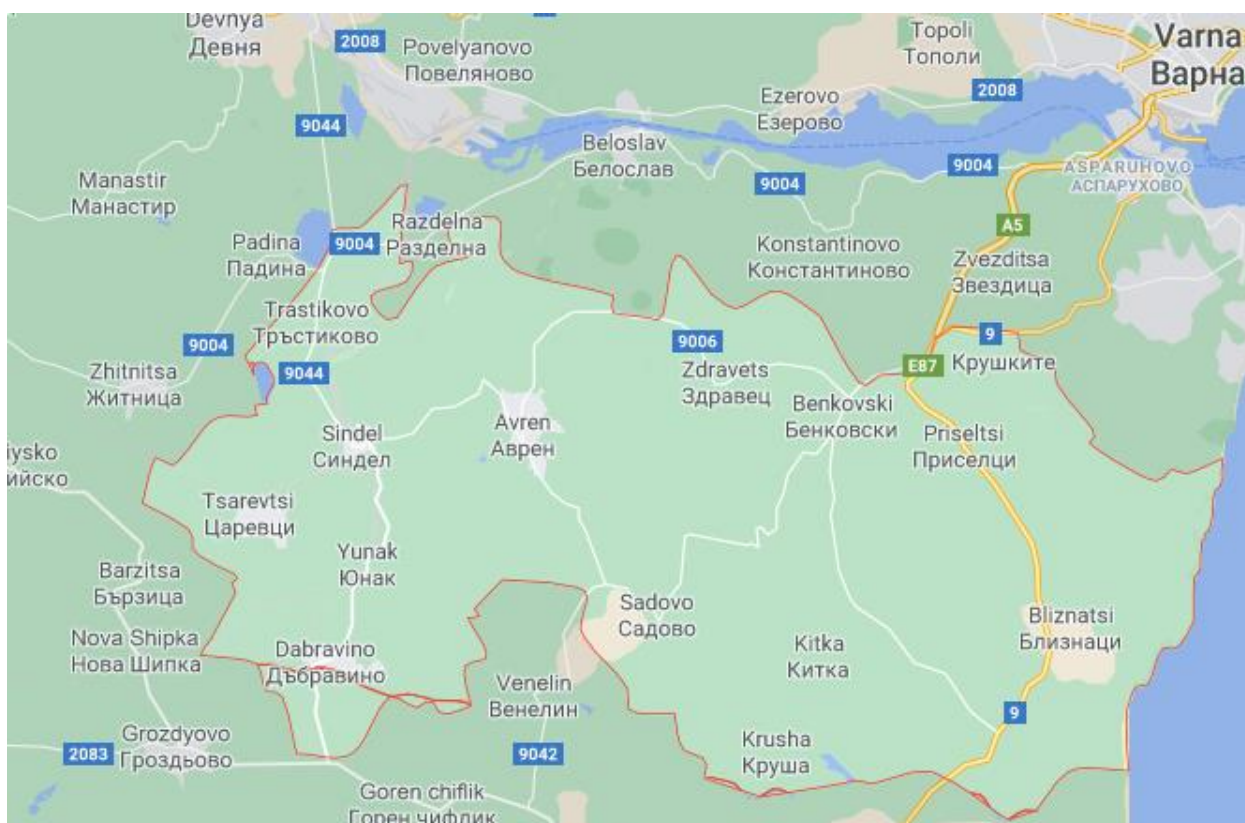 Devnya
Девня
2008
Povelyanovo
Повеляново
Topoli
Тополи
Varna
Варна
2008
Ezerovo
Езерово
9044
Beloslav
Белослав
9004
9004
ASPARUHOVO
АСПАРУХОВО
Manastir
Манастир
Razdelna
Разделна
A5
Padina
Падина
9004
Konstantinovo
Константиново
Zvezditsa
Звездица
Trastikovo
Тръстиково
9004
9044
9006
9
E87
Крушките
Zhitnitsa
Житница
Zdravets
Здравец
Benkovski
Бенковски
Avren
Аврен
Sindel
Синдел
Priseltsi
Приселци
iysko
ийско
Tsarevtsi
Царевци
Yunak
Юнак
Barzitsa
Бързица
Sadovo
Садово
Bliznatsi
Близнаци
Nova Shipka
Нова Шипка
Dabravino
Дъбравино
Kitka
Китка
Venelin
Венелин
9
Grozdyovo
Гроздьово
2083
9042
Krusha
Круша
Goren chiflik
Горен чифлик